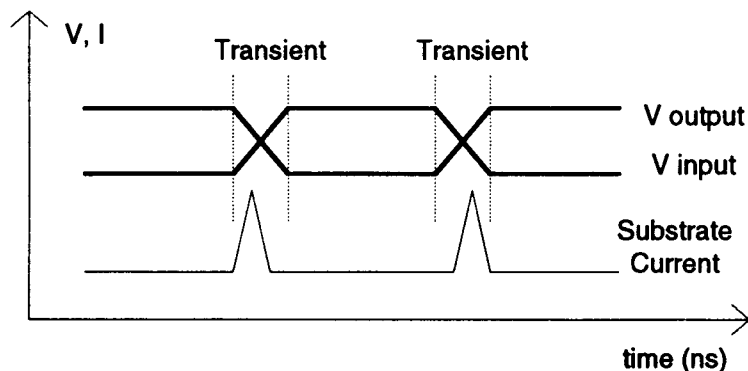 V, I
Transient
Transient
V output
V input
Substrate
Current
time (ns)